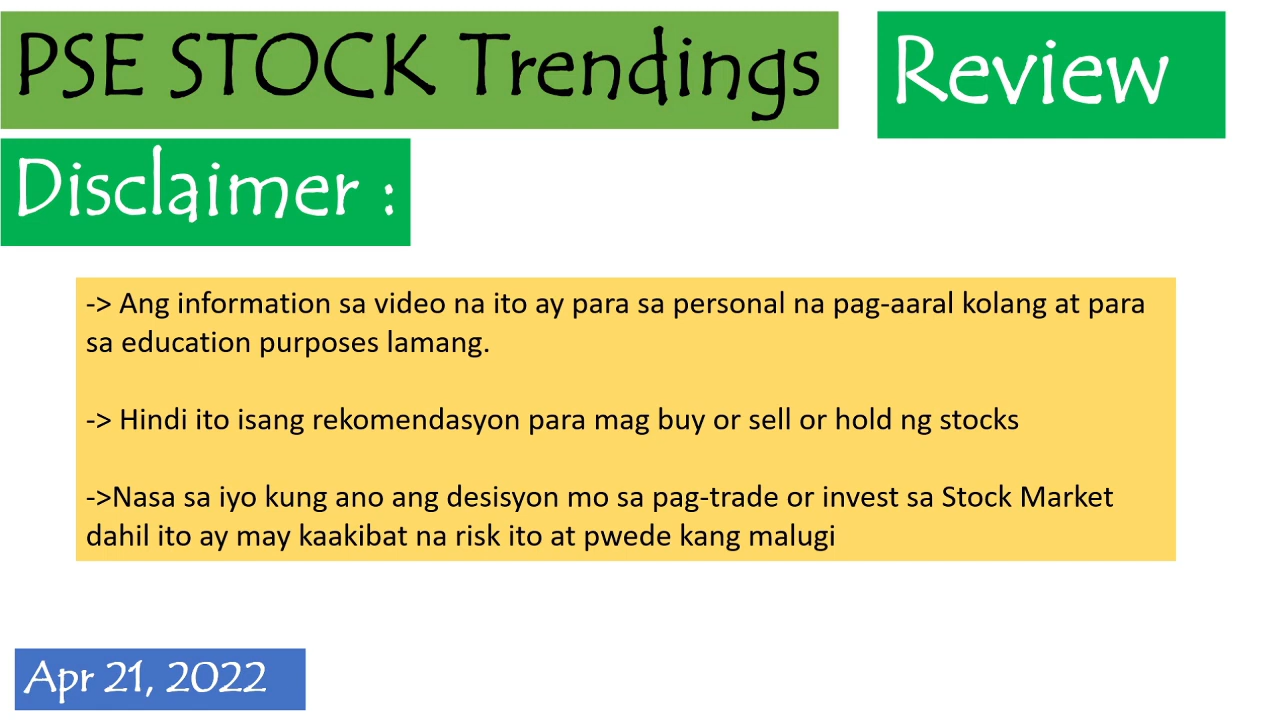 PSE STOCK Trendings Review
Disclaimer :
-> Ang information sa video na ito ay para sa personal na pag-aaral kolang at para
sa education purposes lamang.
-> Hindi ito isang rekomendasyon para mag buy or sell or hold ng stocks
->Nasa sa iyo kung ano ang desisyon mo sa pag-trade or invest sa Stock Market
dahil ito ay may kaakibat na risk ito at pwede kang malugi
Apr 21, 2022